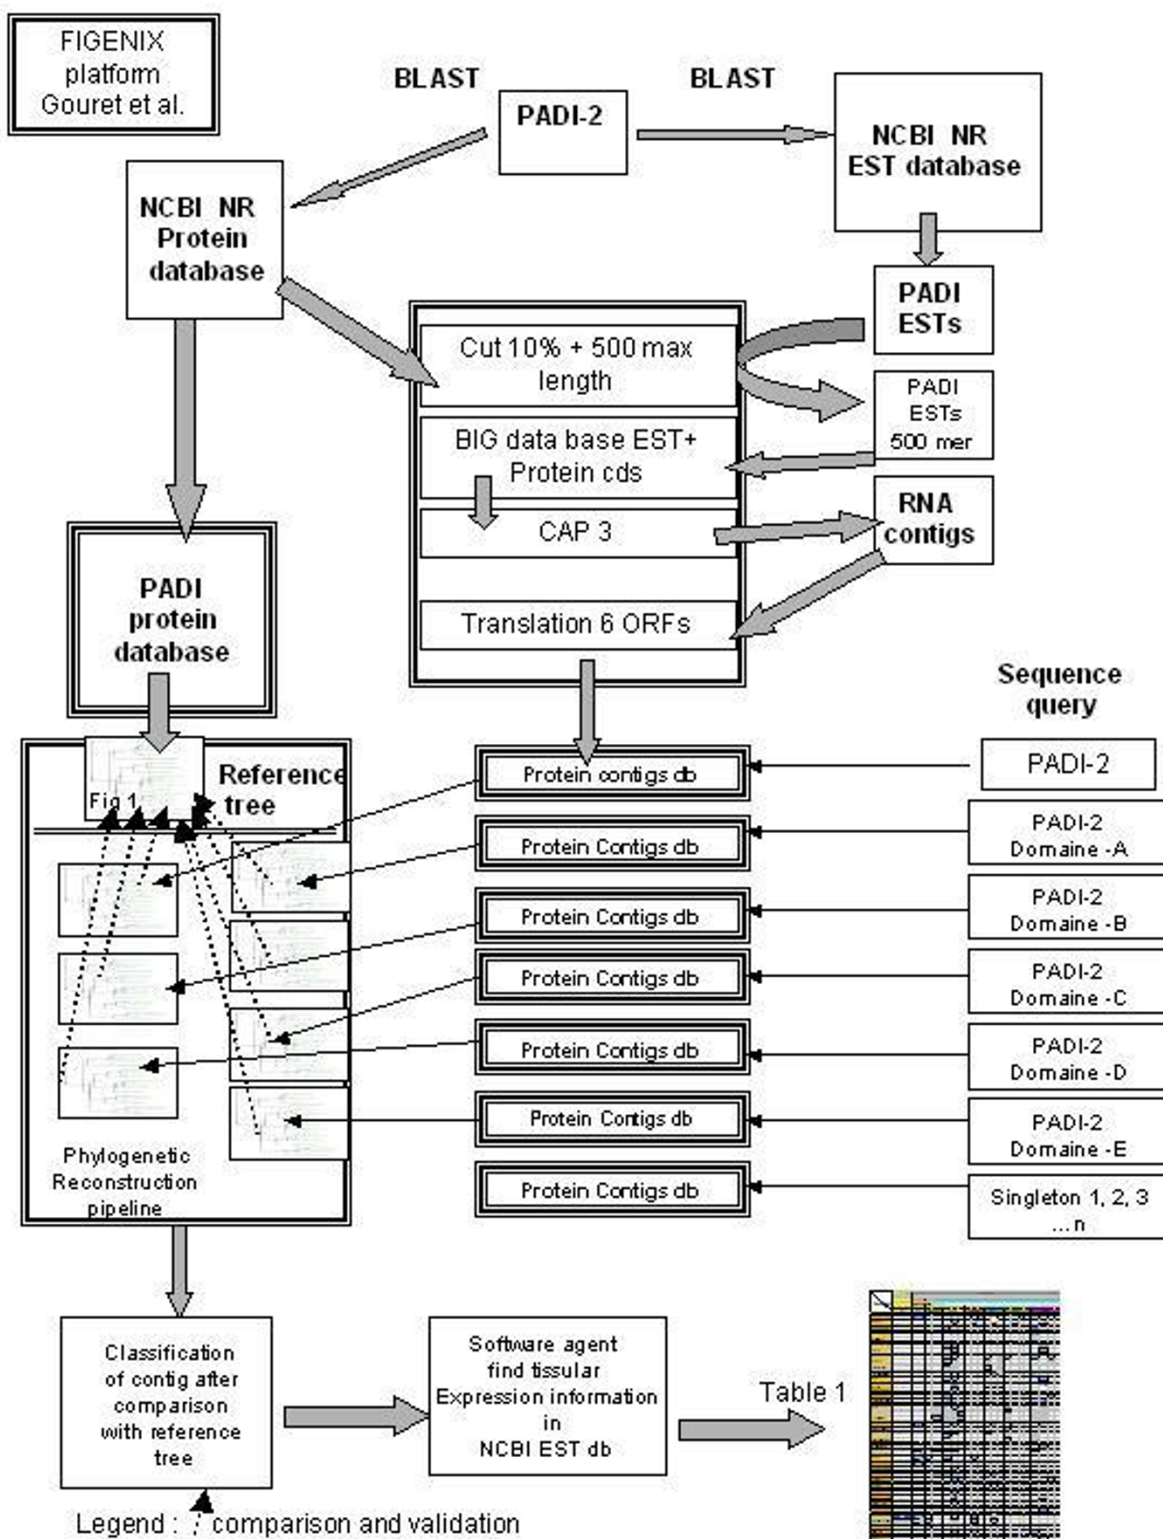 FIGENIX
platform
Gouret et al.
BLAST
PADI-2
BLAST
NCBI NR
EST database
NCBI NR
Protein
database
PADI
ESTs
Cut 10% + 500 max
length
PADI
ESTs
500 mer
BIG data base EST+
Protein cds
RNA
contigs
CAP 3
Translation 6 ORFs
PADI
protein
database
Sequence
query
Reference
tree
Fig 1
Protein contigs db
PADI-2
Protein Contigs db
PADI-2
Domaine -A
Protein Contigs db
PADI-2
Domaine -B
Protein Contigs db
PADI-2
Domaine -C
Protein Contigs db
PADI-2
Domaine -D
Protein Contigs db
PADI-2
Domaine -E
Protein Contigs db
Singleton 1, 2, 3
...n
Phylogenetic
Reconstruction
pipeline
Classification
of contig after
comparison
with reference
tree
Software agent
find tissular
Expression information
in
NCBI EST db
Table 1
Legend : comparison and validation